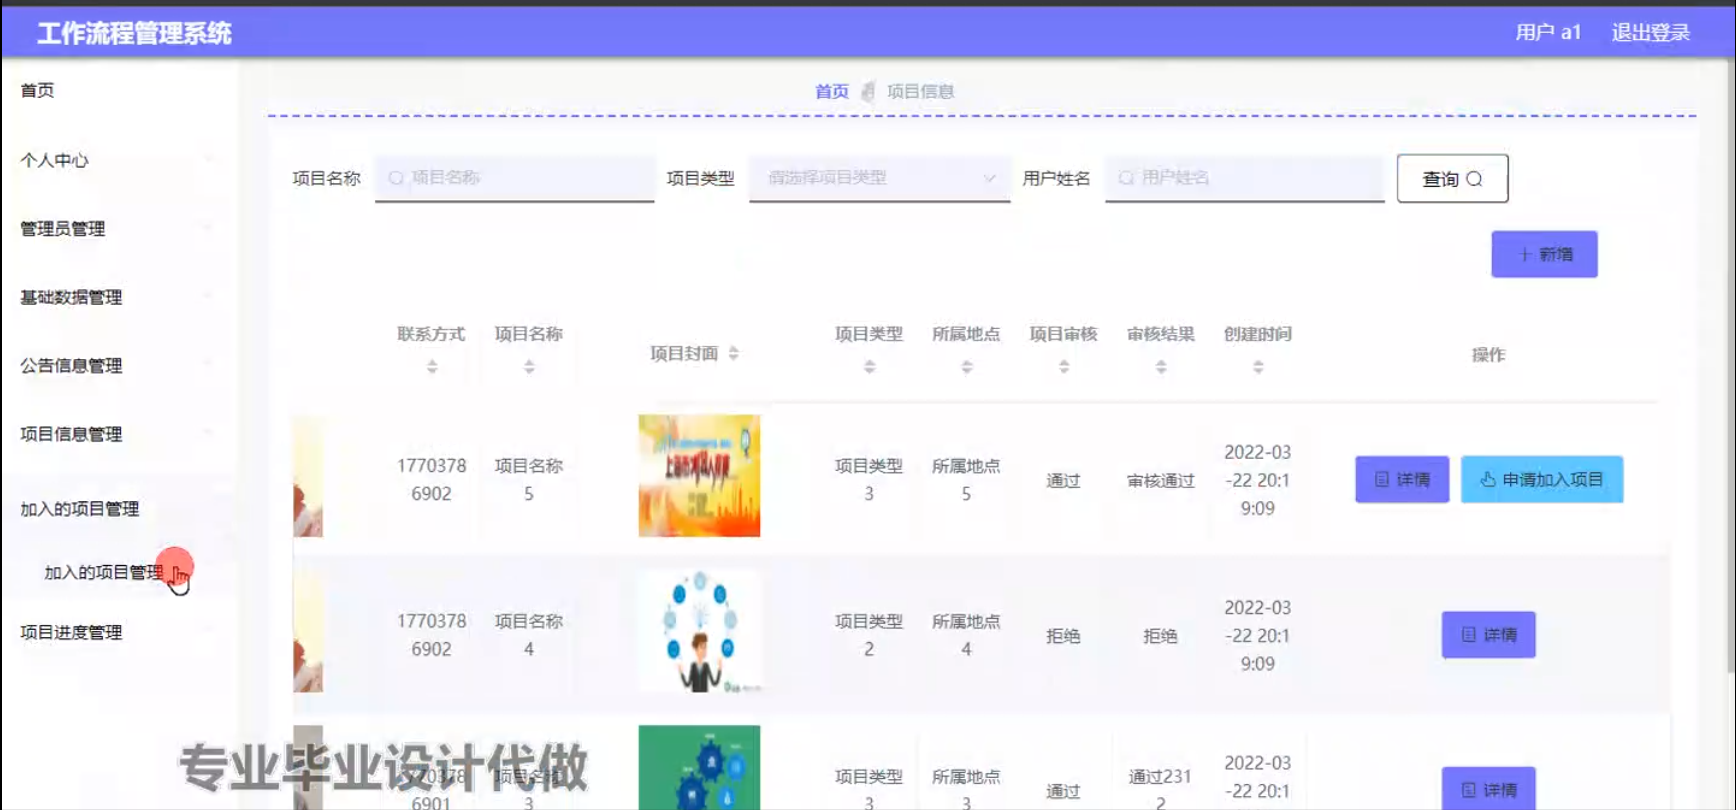 工作流程管理系统
用户 a1 退出登录
首页
个人中心
管理员管理
基础数据管理
公告信息管理
项目信息管理
加入的项目管理
加入的项目管理
项目进度管理
首页 项目信息
项目名称 项目名称 项目类型 请选择项目类型 用户姓名 用户姓名 查询
新增
联系方式 项目名称 项目封面 项目类型 所属地点 项目审核 审核结果 创建时间 操作
1770378
6902
项目名称
5
项目类型
3
所属地点
5
通过
审核通过
2022-03
-22 20:1
9:09
详情 申请加入项目
1770378
6902
项目名称
4
项目类型
2
所属地点
4
拒绝
拒绝
2022-03
-22 20:1
9:09
详情
1770378
6901
项目名称
3
项目类型
3
所属地点
3
通过
通过231
2
2022-03
-22 20:1
详情
专业毕业设计代做